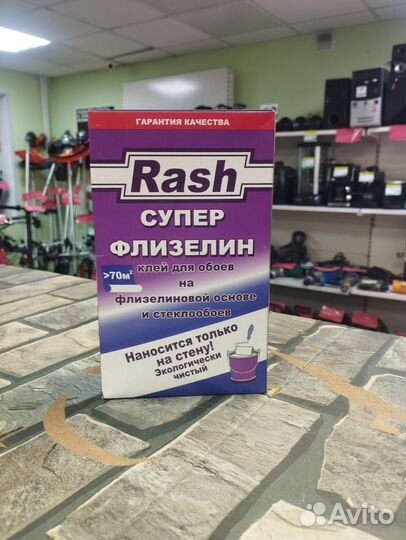 ГАРАНТИЯ КАЧЕСТВА
Rash
СУПЕР
ФЛИЗЕЛИН
>70м²
клей для обоев
на
флизелиновой основе
и стеклообоев
Наносится только
на стену!
Экологически
чистый
Avito